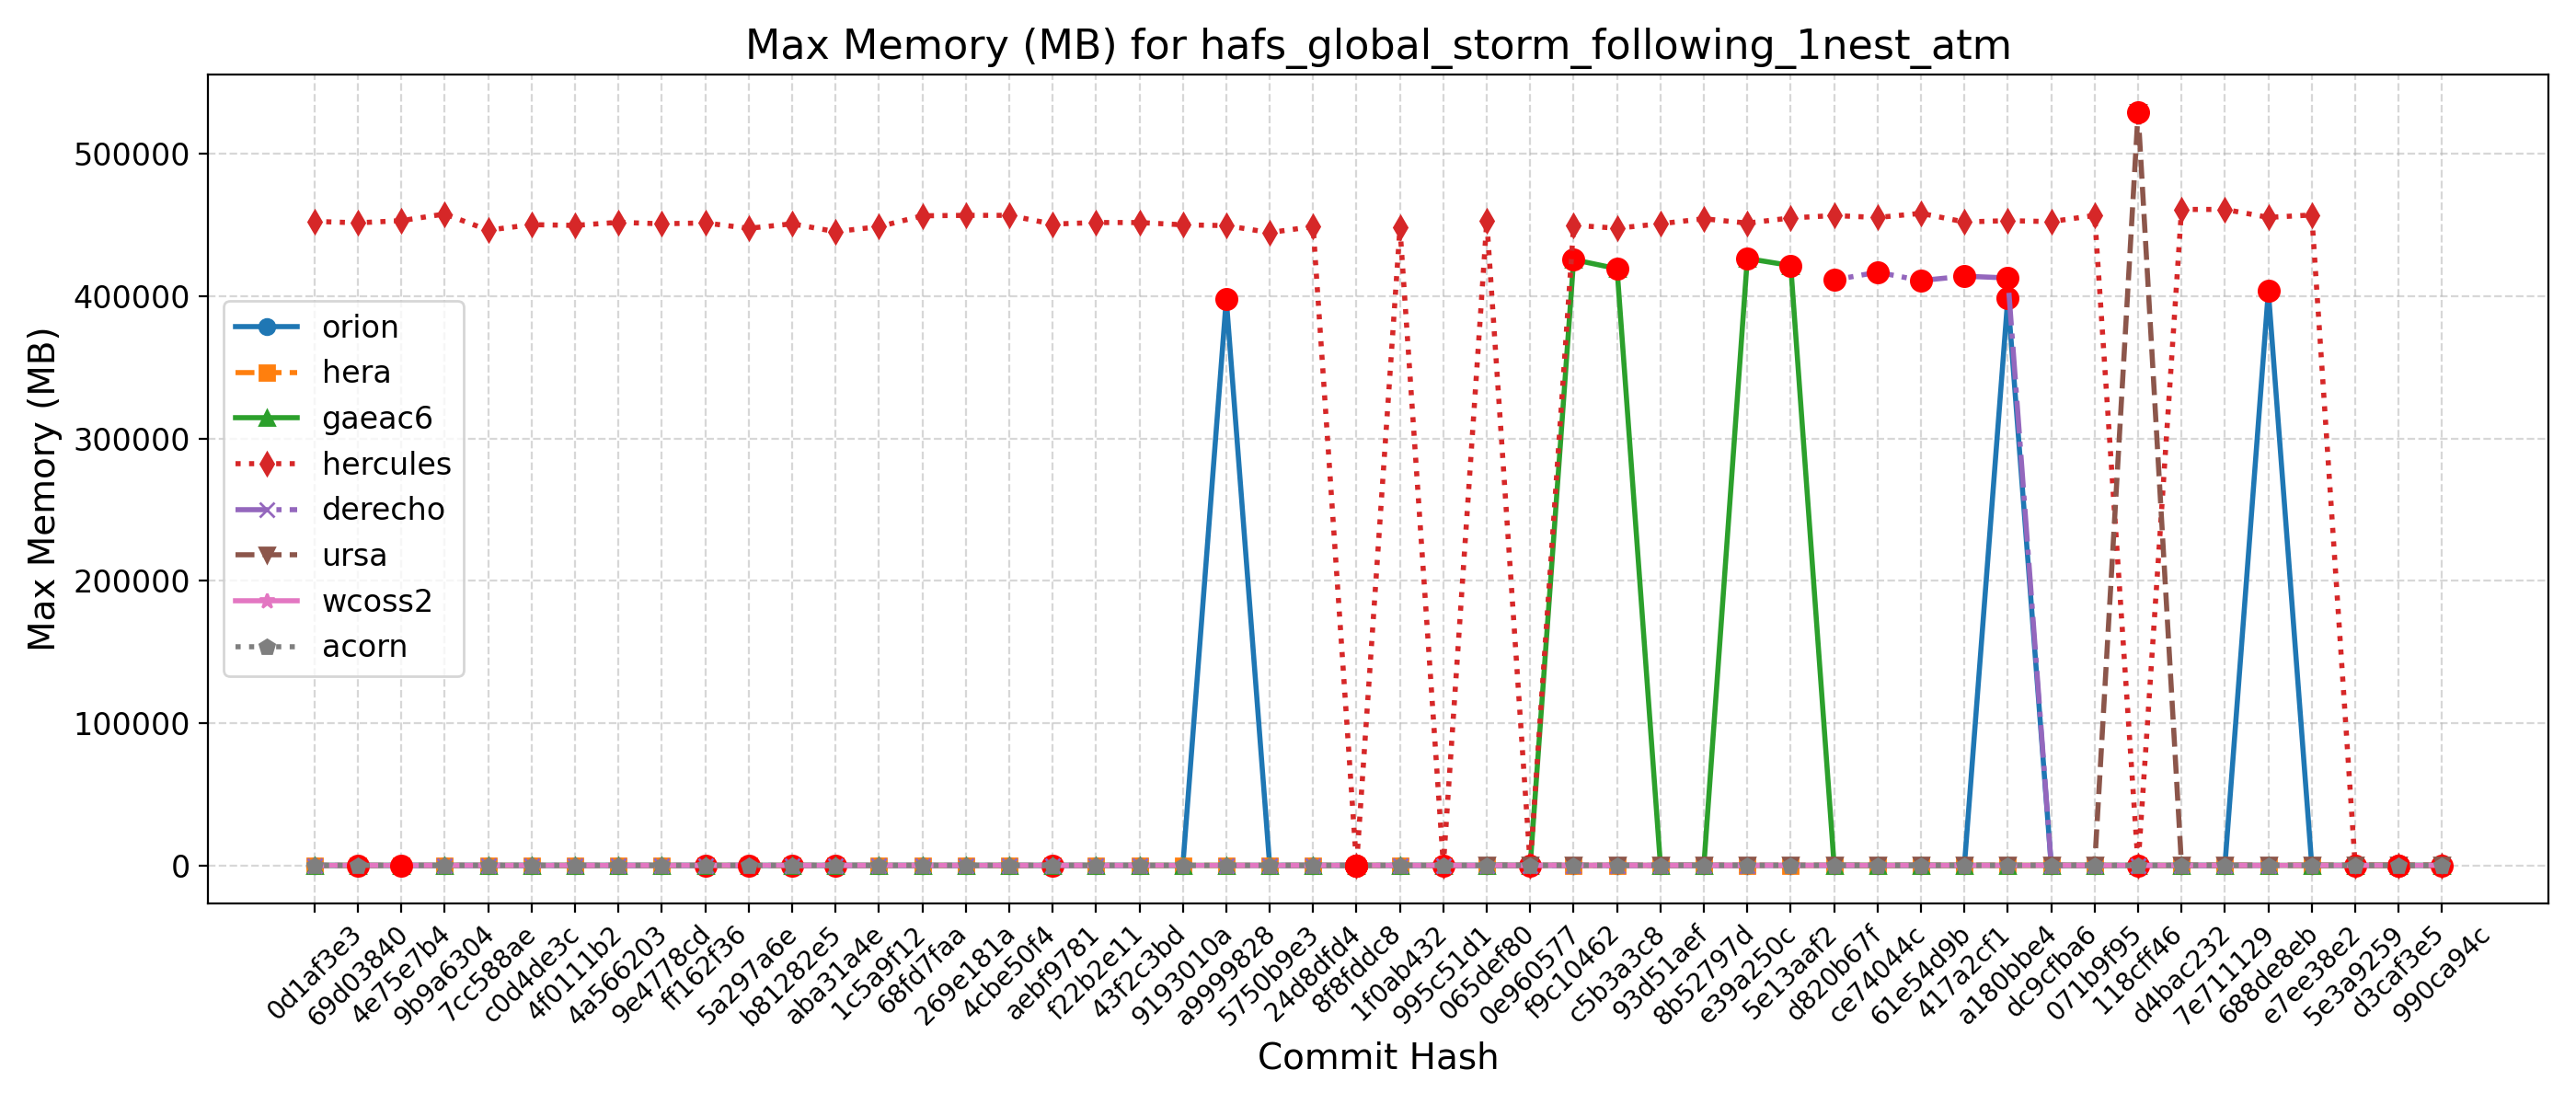 Max Memory (MB) for hafs_global_storm_following_1nest_atm
Max Memory (MB)
500000
400000
300000
200000
100000
0
orion
hera
gaeac6
hercules
derecho
ursa
wcoss2
acorn
0d1af3e3
69d03840
4e75e7b4
9b9a6304
7cc588ae
c0d4de3c
4f0111b2
4a566203
9e4778cd
ff162f36
5a297a6e
b81282e5
aba31a4e
1c5a9f12
68fd7faa
269e181a
4cbe50f4
aebf9781
f22b2e11
43f2c3bd
9193010a
a9999828
5750b9e3
24d8dfd4
8f8fddc8
1f0ab432
995c51d1
065def80
0e960577
f9c10462
c5b3a3c8
93d51aef
8b52797d
e39a250c
5e13aaf2
d820b67f
ce74044c
61e54d9b
417a2cf1
a180bbe4
dc9cfba6
071b9f95
118cff46
d4bac232
7e711129
688de8eb
e7ee38e2
5e3a9259
d3caf3e5
990ca94c
Commit Hash